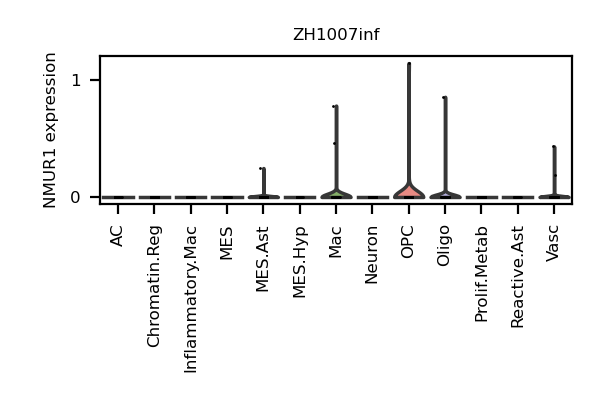 ZH1007inf
NMUR1 expression
1
0
AC
Chromatin.Reg
Inflammatory.Mac
MES
MES.Ast
MES.Hyp
Mac
Neuron
OPC
Oligo
Prolif.Metab
Reactive.Ast
Vasc